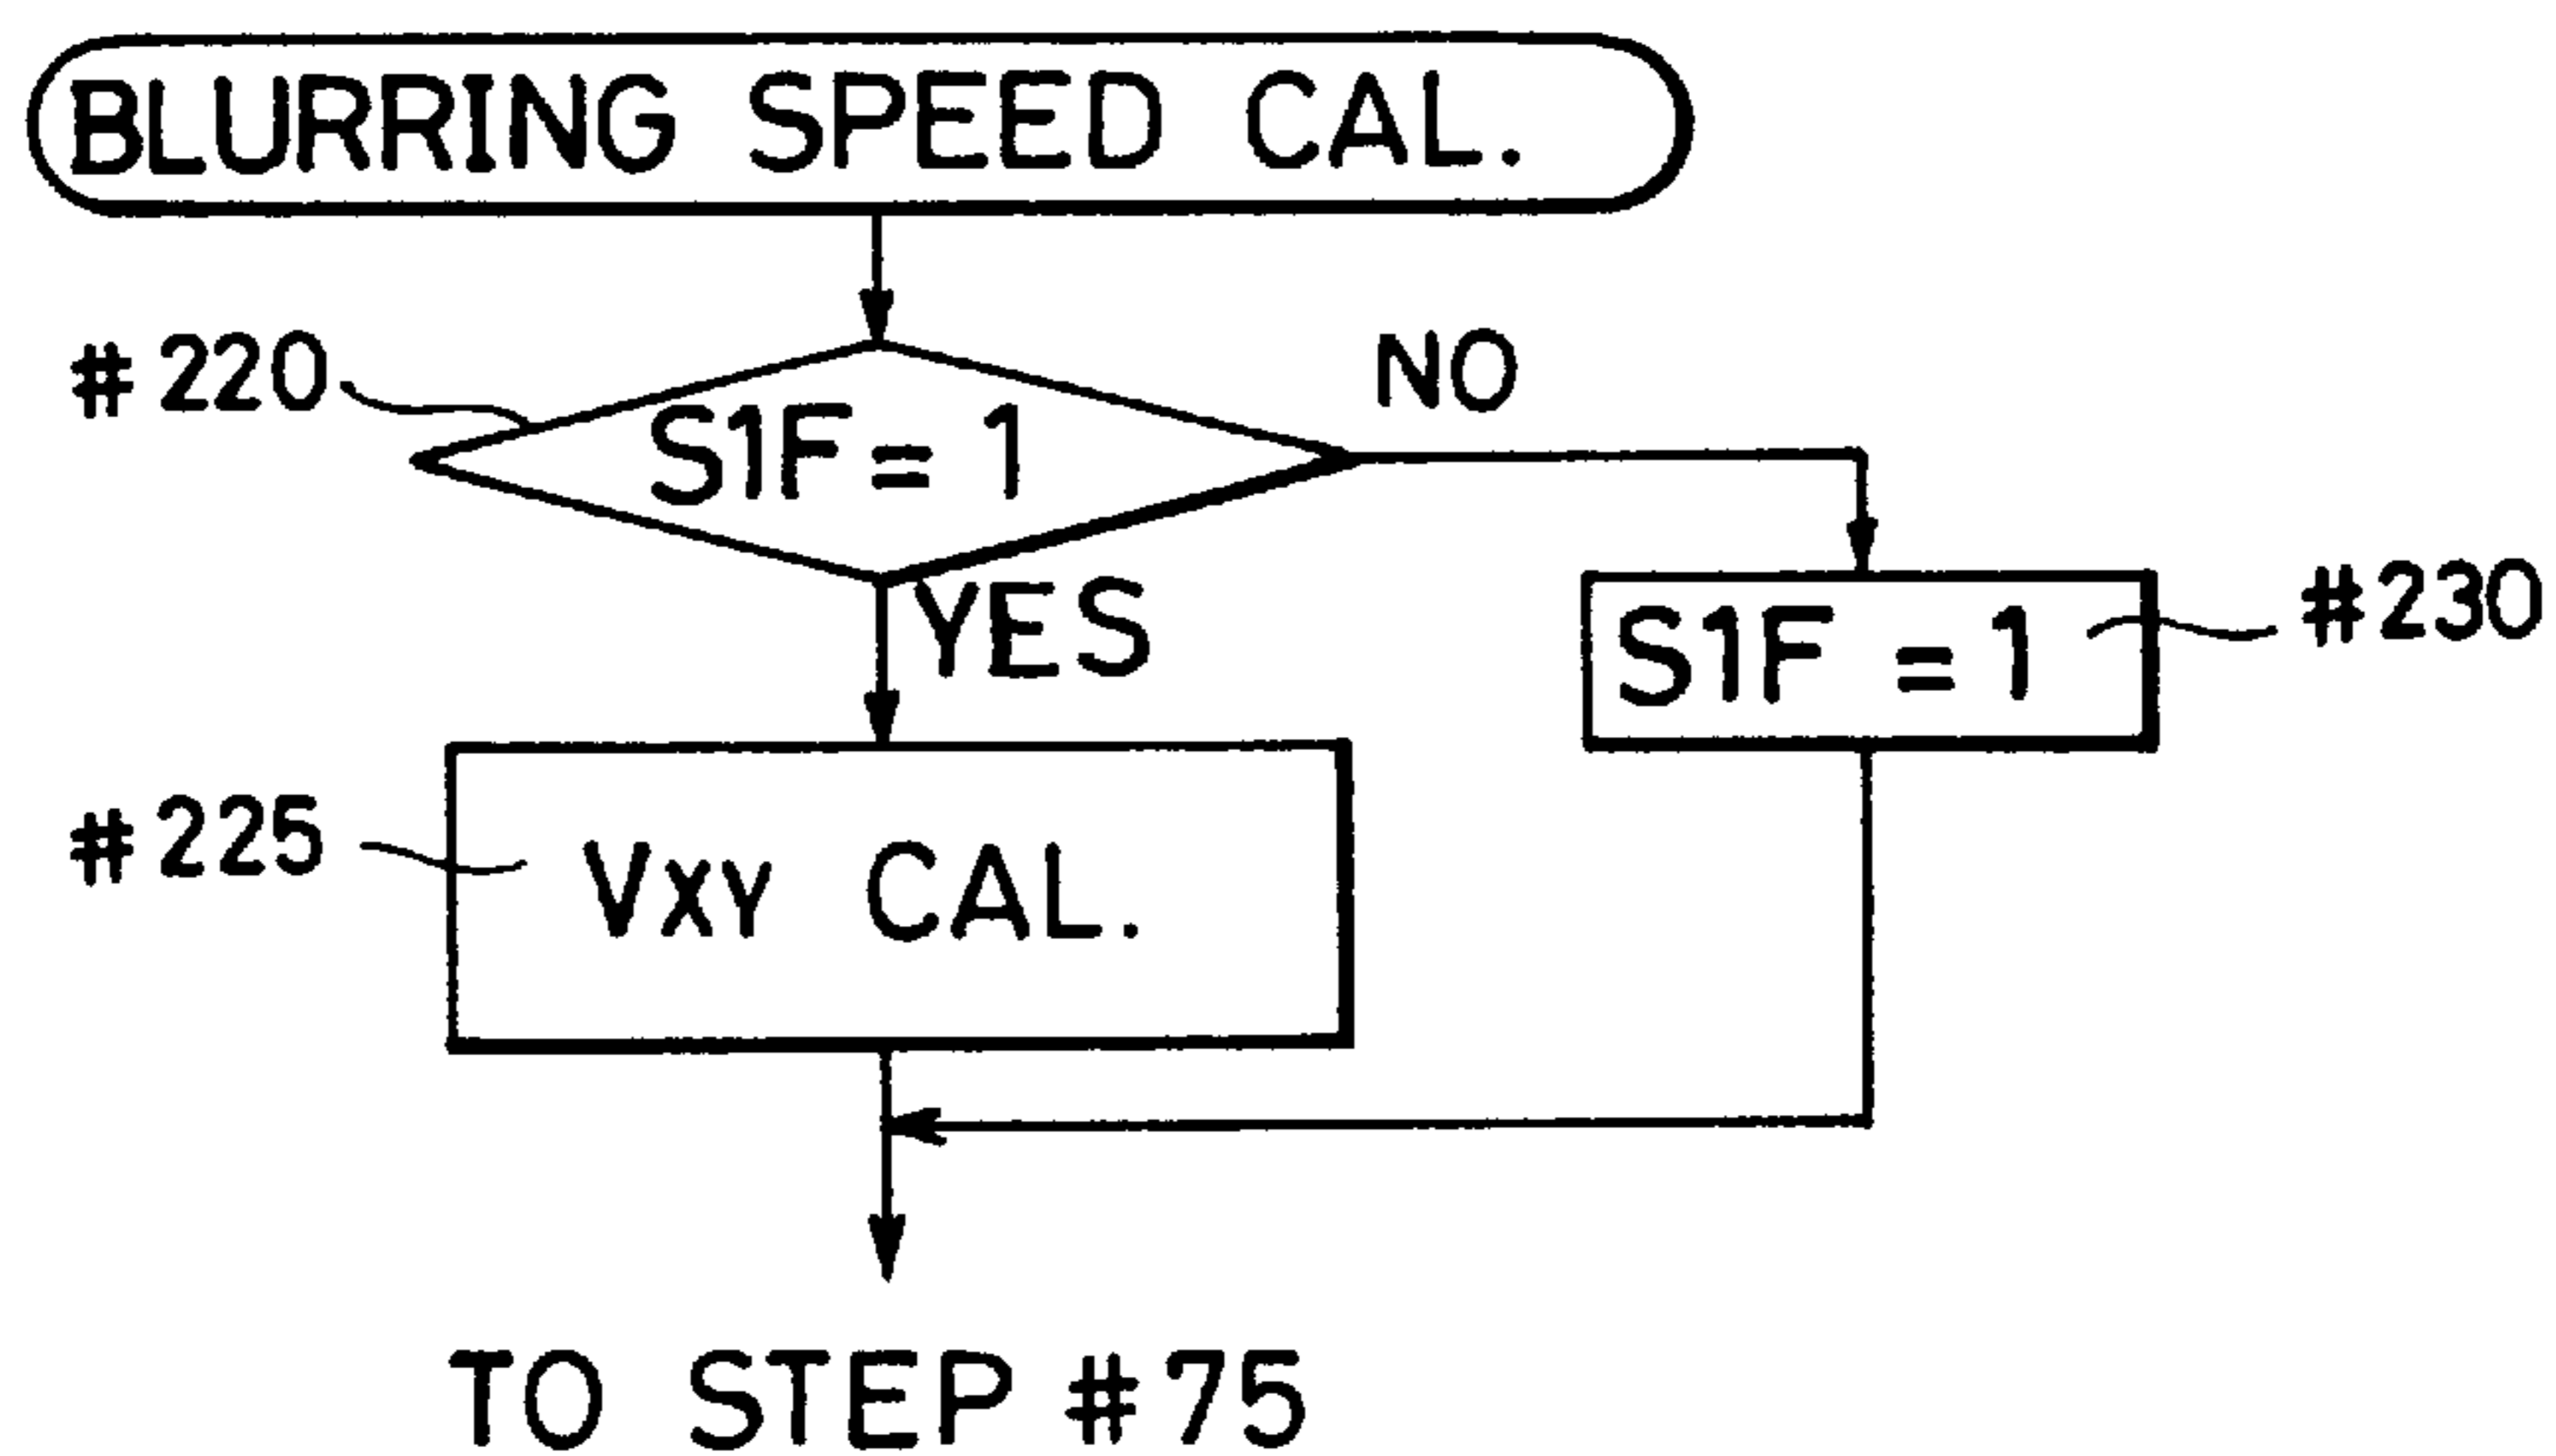 BLURRING SPEED CAL.
#220
S1F = 1
NO
YES
S1F = 1
#230
#225
VXY CAL.
TO STEP #75